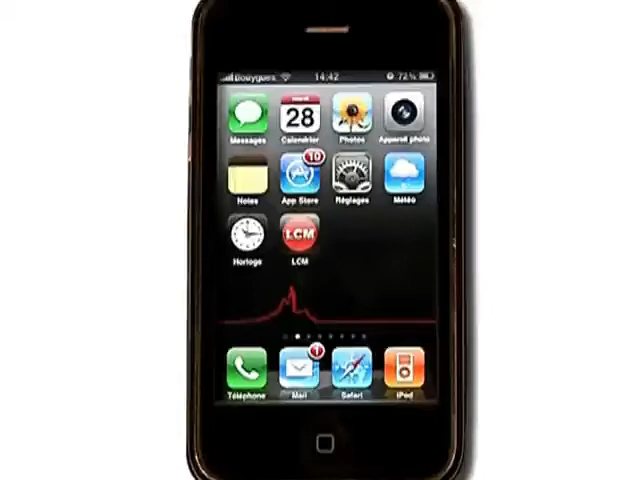 Bouygues 14:42 72 %
28
Messages Calendrier Photos Appareil photo
10
Notes App Store Réglages Météo
LCM
Horloge LCM
1
Téléphone Mail Safari iPod